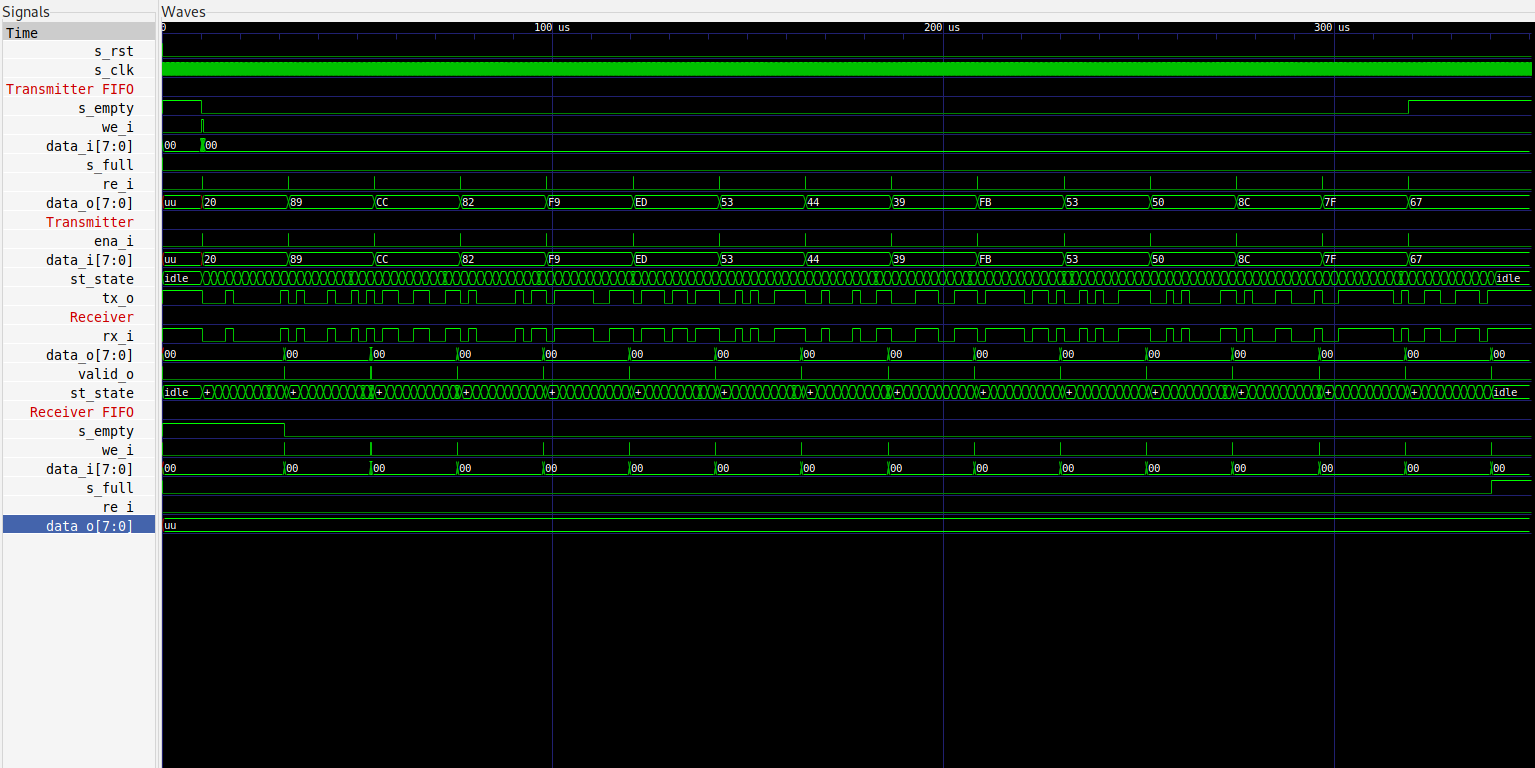 Signals Waves
Time 0 100 us 200 us 300 us
s_rst
s_clk
Transmitter FIFO
s_empty
we_i
data_i[7:0] 00 00
s_full
re_i
data_o[7:0] uu 20 89 CC 82 F9 ED 53 44 39 FB 53 50 8C 7F 67
Transmitter
ena_i
data_i[7:0] uu 20 89 CC 82 F9 ED 53 44 39 FB 53 50 8C 7F 67
st_state idle idle
tx_o
Receiver
rx_i
data_o[7:0] 00 00 00 00 00 00 00 00 00 00 00 00 00 00 00 00
valid_o
st_state idle + + + + + + + + + + + + + + + idle
Receiver FIFO
s_empty
we_i
data_i[7:0] 00 00 00 00 00 00 00 00 00 00 00 00 00 00 00 00
s_full
re_i
data_o[7:0] uu